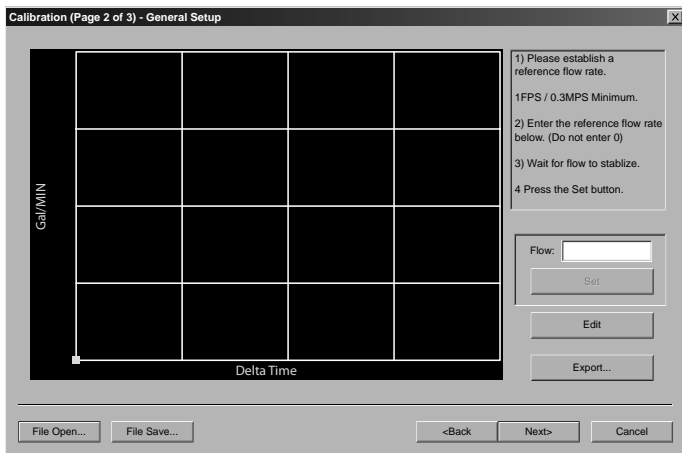 Calibration (Page 2 of 3) - General Setup
X
Gal/MIN
Delta Time
1) Please establish a
reference flow rate.
1FPS / 0.3MPS Minimum.
2) Enter the reference flow rate
below. (Do not enter 0)
3) Wait for flow to stablize.
4 Press the Set button.
Flow:
Set
Edit
Export...
File Open...
File Save...
<Back
Next>
Cancel